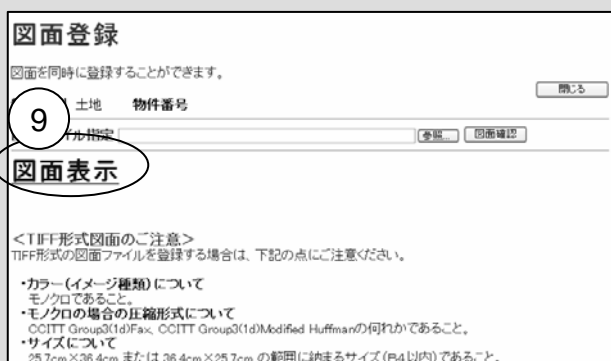 図面登録
図面を同時に登録することができます。
閉じる
土地 物件番号
9
ァイル指定 参照... 図面確認
図面表示
＜TIFF形式図面のご注意＞
TIFF形式の図面ファイルを登録する場合は、下記の点にご注意ください。
・カラー(イメージ種類)について
モノクロであること。
・モノクロの場合の圧縮形式について
CCITT Group3(1d)Fax, CCITT Group3(1d)Modified Huffmanの何れかであること。
・サイズについて
25.7cm×36.4cm または 36.4cm×25.7cm の範囲に納まるサイズ(B4以内)であること。